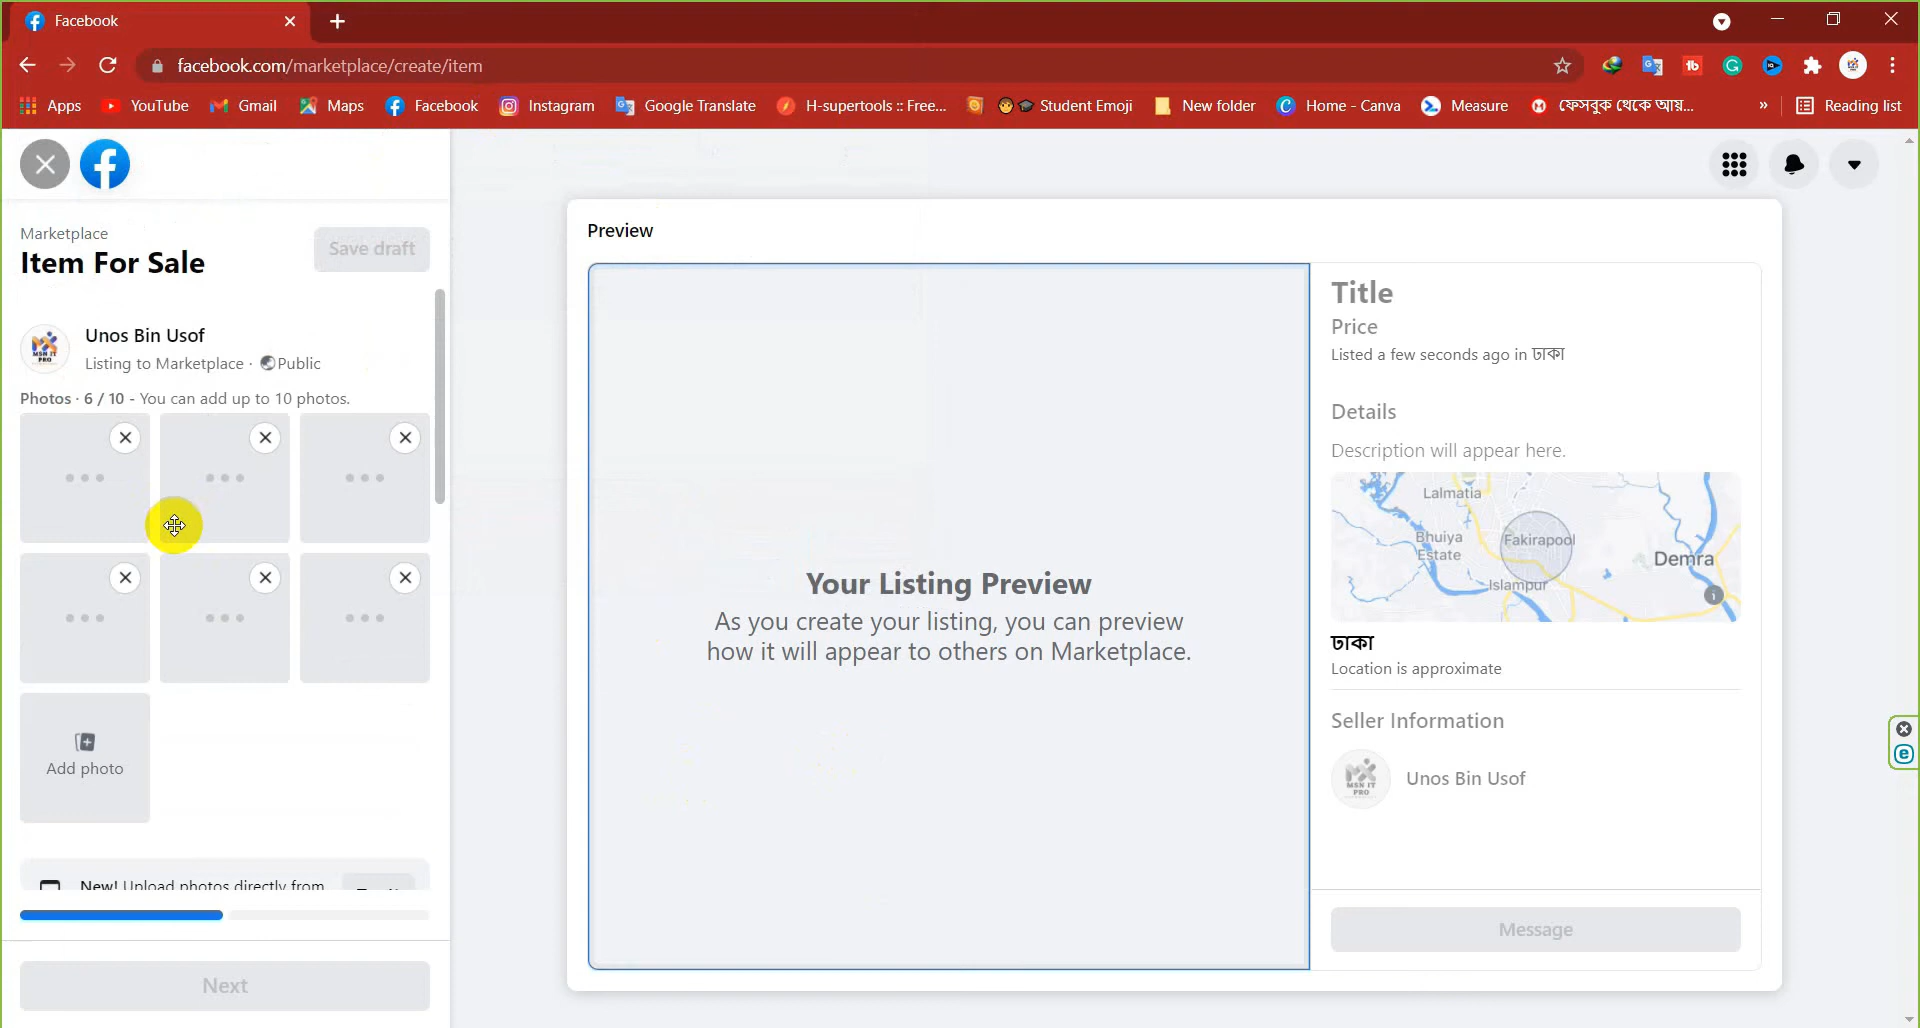 Facebook
facebook.com/marketplace/create/item
Apps
YouTube
Gmail
Maps
Facebook
Instagram
Google Translate
H-supertools :: Free...
Student Emoji
New folder
Home - Canva
Measure
ফেসবুক থেকে আয়...
»
Reading list
Marketplace
Item For Sale
Save draft
Unos Bin Usof
Listing to Marketplace · Public
Photos · 6 / 10 - You can add up to 10 photos.
Add photo
New! Upload photos directly from
Next
Preview
Your Listing Preview
As you create your listing, you can preview
how it will appear to others on Marketplace.
Title
Price
Listed a few seconds ago in ঢাকা
Details
Description will appear here.
Lalmatia
Bhuiya
Estate
Fakirapool
Demra
Islampur
ঢাকা
Location is approximate
Seller Information
MSN IT
PRO
Unos Bin Usof
Message